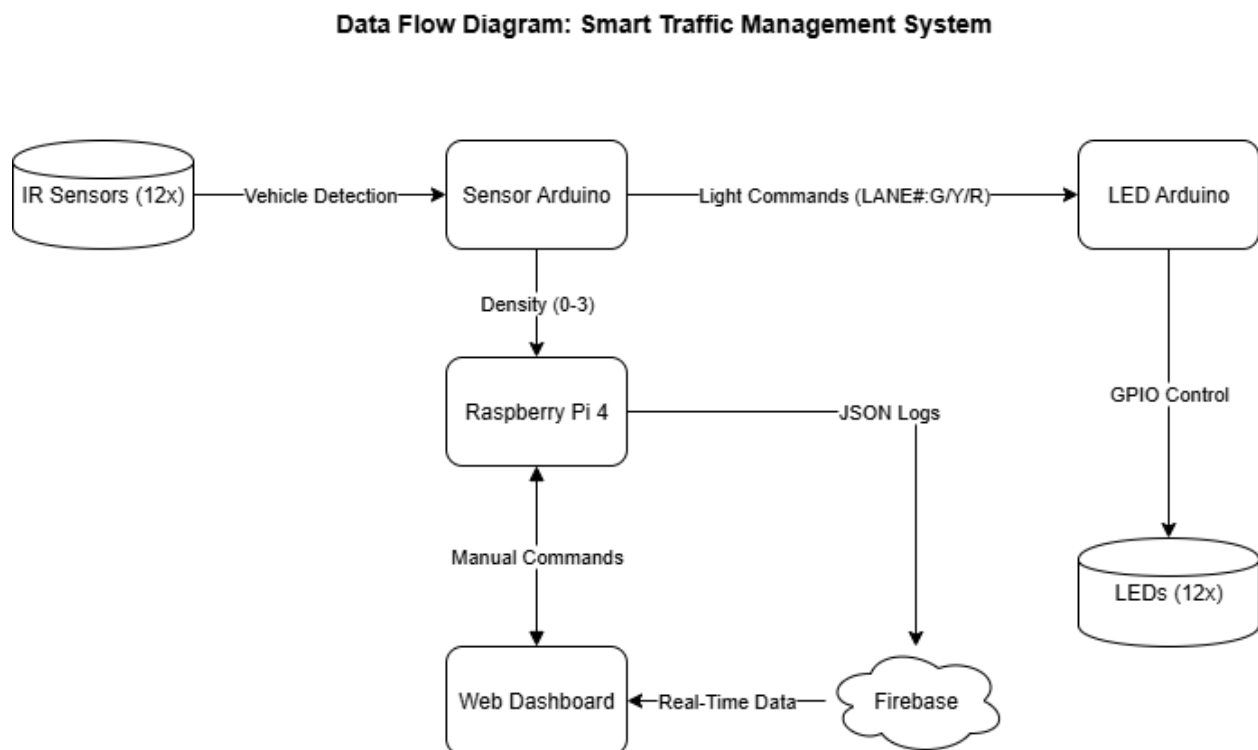 Data Flow Diagram: Smart Traffic Management System
IR Sensors (12x)
Vehicle Detection
Sensor Arduino
Light Commands (LANE#:G/Y/R)
LED Arduino
Density (0-3)
GPIO Control
Raspberry Pi 4
JSON Logs
Manual Commands
LEDs (12x)
Web Dashboard
Real-Time Data
Firebase